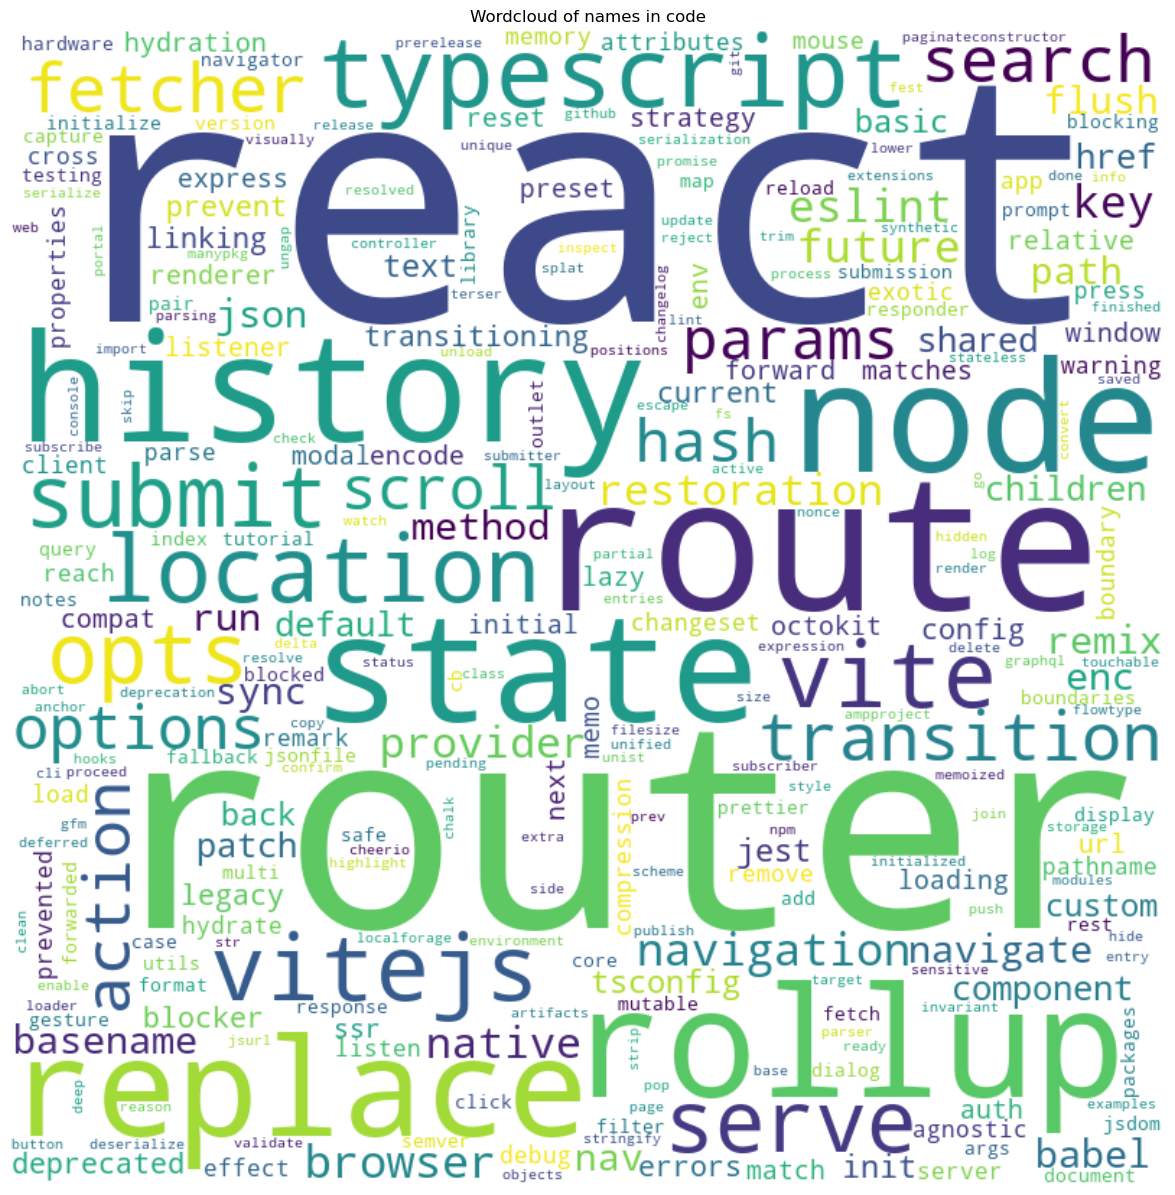 Wordcloud of names in code
hardware
hydration
navigator
prerelease
memory
attributes
git
mouse
paginateconstructor
search
fetcher
typescript
fest
flush
initialize
version
release
reset
github
strategy
basic
blocking
capture
visually
unique
serialization
lower
href
cross
testing
serialize
express
resolved
preset
promise
map
reload
extensions
app
done
info
key
react
prevent
eslint
prompt
web
properties
portal
linking
manypkg
ungap
controller
library
inspect
update
reject
trim
future
synthetic
relative
renderer
text
splat
env
process
submission
path
pair
parsing
json
terser
changelog
lint
exotic
responder
press
finished
import
listener
transitioning
unload
positions
params
shared
stateless
window
history
forward
matches
warning
console
skip
current
saved
node
outlet
escape
fs
convert
subscribe
check
hash
client
parse
modal
encode
submitter
active
go
submit
scroll
layout
restoration
children
watch
method
route
nonce
boundary
query
index
tutorial
location
partial
hidden
log
reach
lazy
render
notes
entries
compat
run
default
initial
changeset
octokit
config
opts
delta
state
expression
delete
remix
resolve
status
cb
class
vite
graphql
touchable
abort
deprecation
sync
blocked
size
enc
boundaries
anchor
copy
memo
filesize
ampproject
flowtype
options
remark
provider
unified
transition
hooks
fallback
jsonfile
confirm
pending
unist
cli
proceed
next
subscriber
memoized
load
action
router
style
back
chalk
compression
prev
prettier
join
display
gfm
safe
extra
npm
storage
deferred
patch
cheerio
highlight
jest
initialized
url
pathname
multi
scheme
remove
loading
modules
prevented
forwarded
legacy
side
add
push
custom
clean
hydrate
publish
rest
case
str
localforage
environment
navigation
navigate
hide
utils
vitejs
core
sensitive
entry
enable
format
tsconfig
target
component
loader
response
artifacts
mutable
fetch
invariant
gesture
blocker
ssr
rollup
parser
basename
jsurl
listen
native
strip
ready
packages
replace
base
dialog
deep
reason
click
pop
page
serve
auth
examples
filter
agnostic
jsdom
button
deserialize
validate
semver
debug
stringify
args
babel
deprecated
effect
browser
objects
nav
errors
match
init
server
document